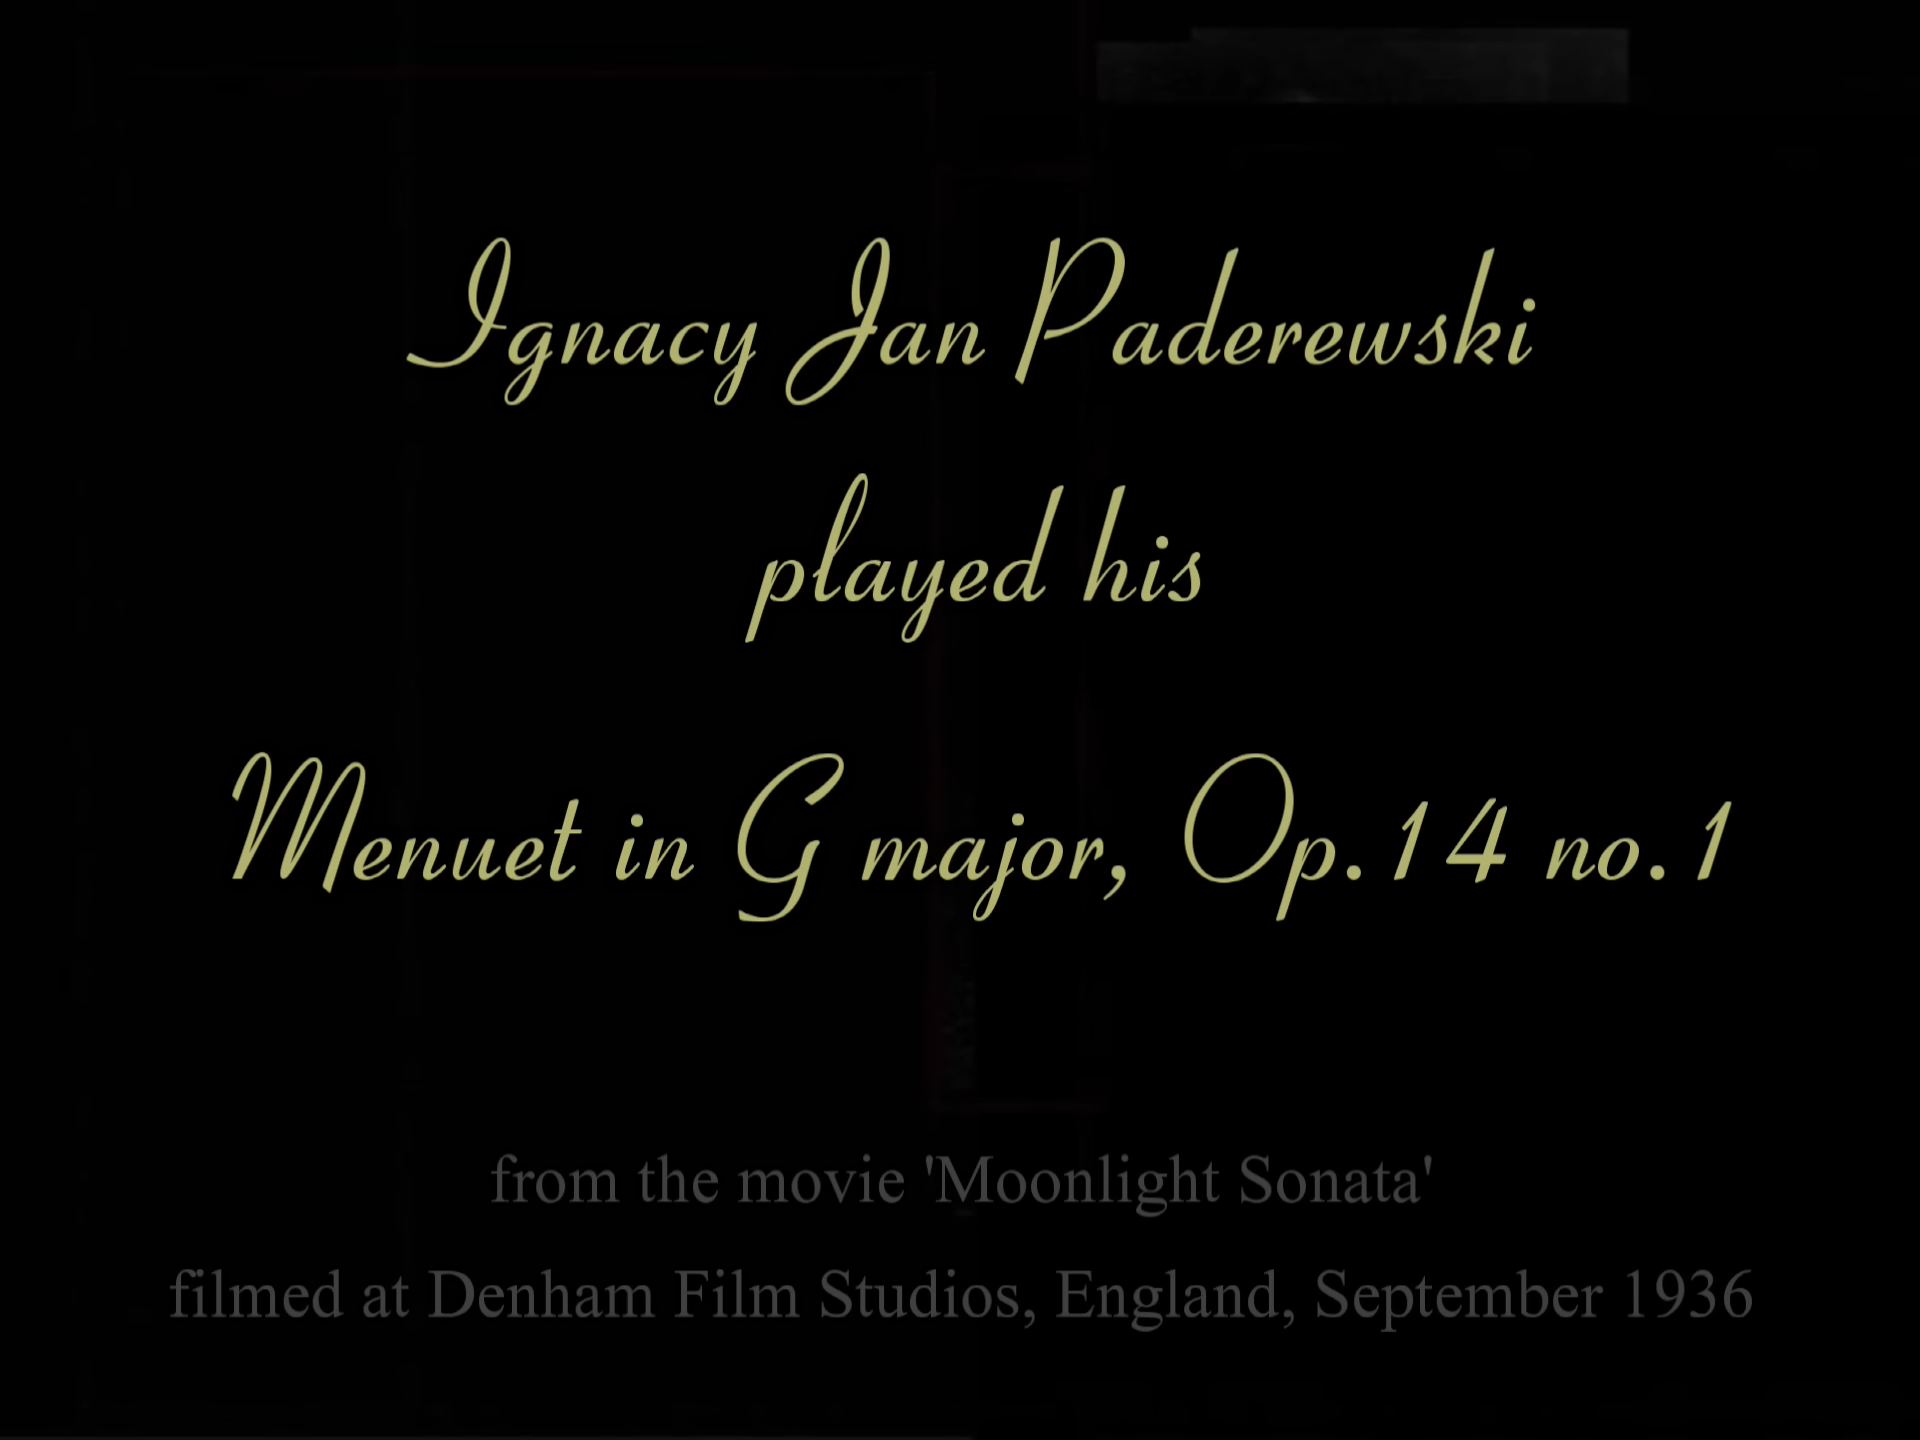 Ignacy Jan Paderewski
played his
Menuet in G major, Op.14 no.1
from the movie 'Moonlight Sonata'
filmed at Denham Film Studios, England, September 1936